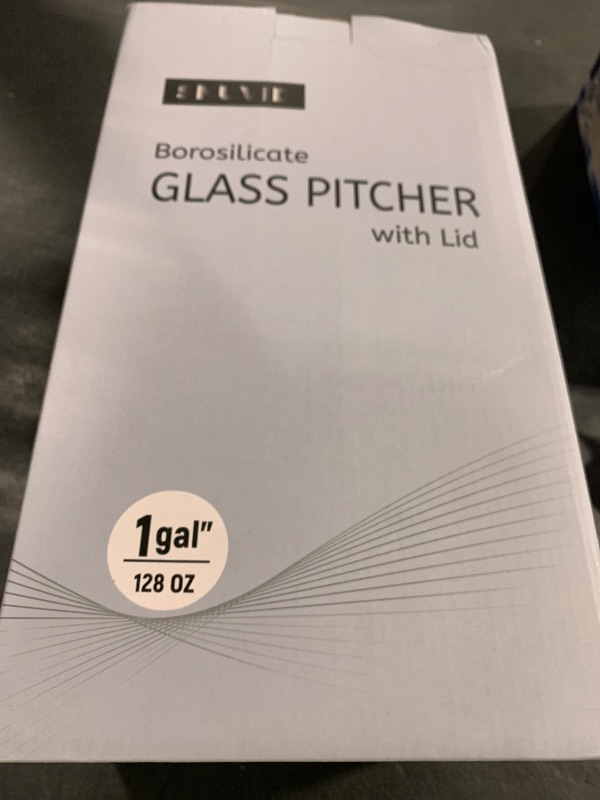 Borosilicate
GLASS PITCHER
with Lid
1gal"
128 OZ